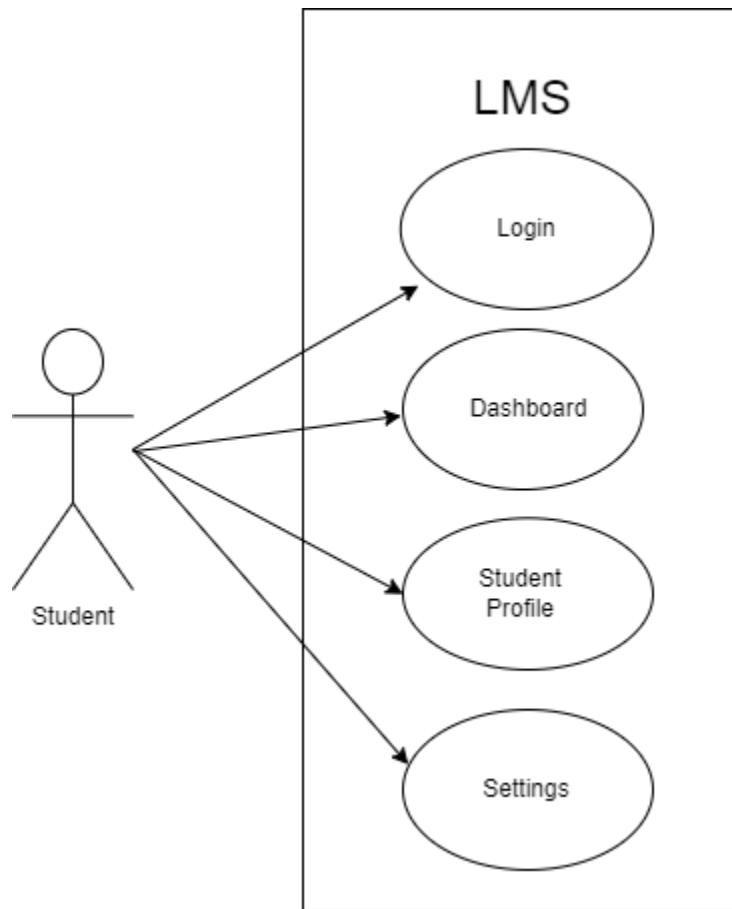 LMS
Login
Dashboard
Student
Profile
Student
Settings